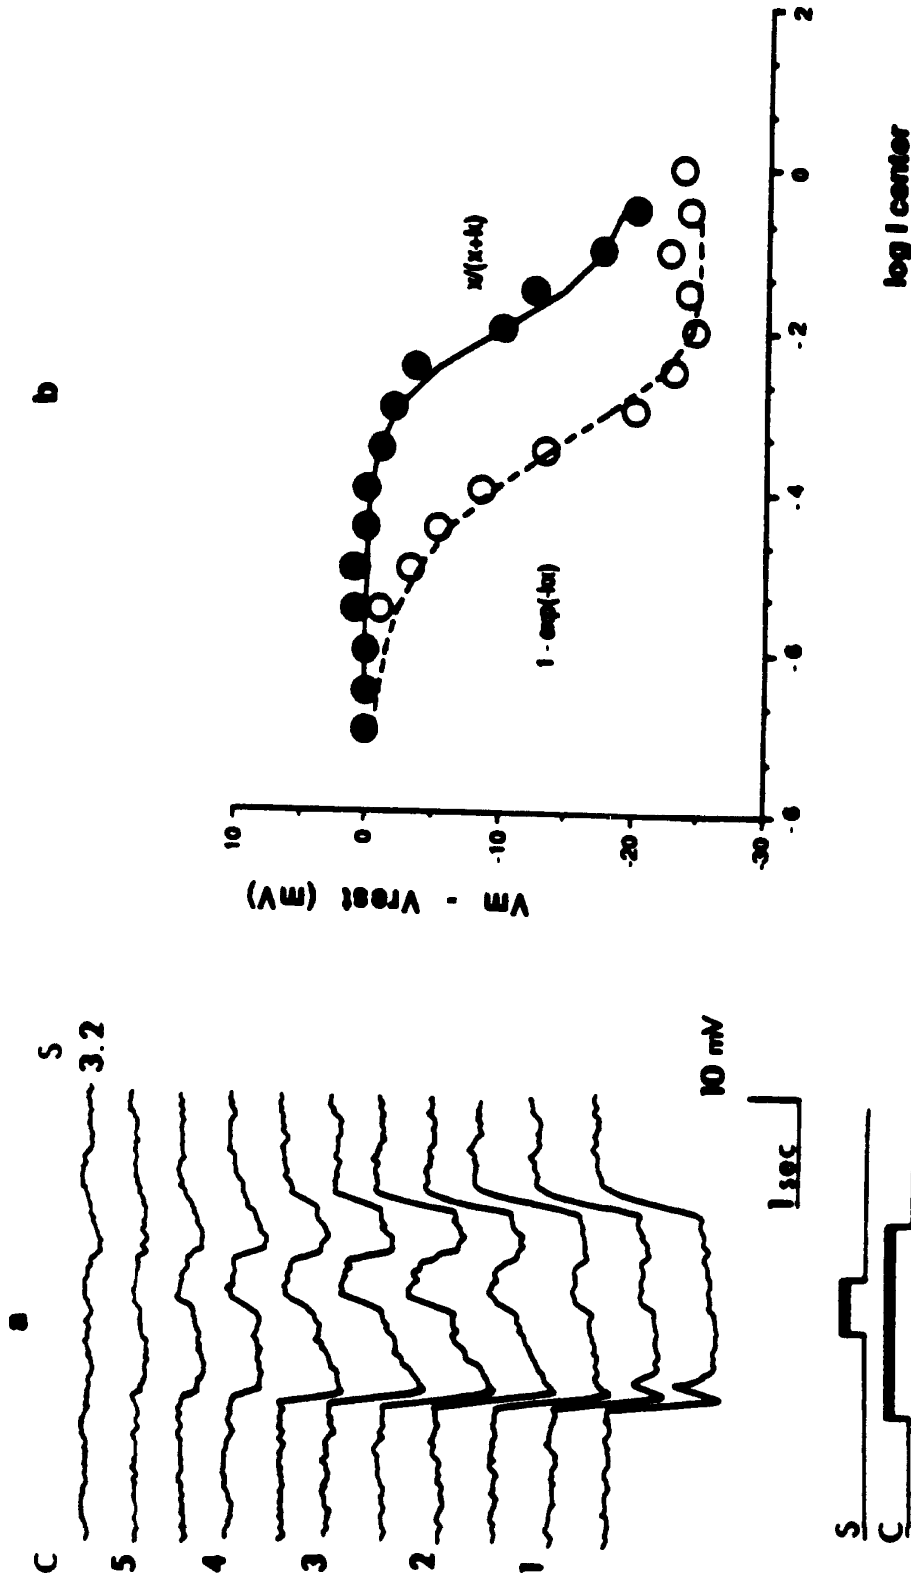 a
C
S
3.2
5
4
3
2
1
10 mV
1 sec
S
C
b
10
0
-10
-20
-30
Vm - Vrest (mV)
x/(x+k)
1 - exp(-kx)
-8
-6
-4
-2
0
2
log I center